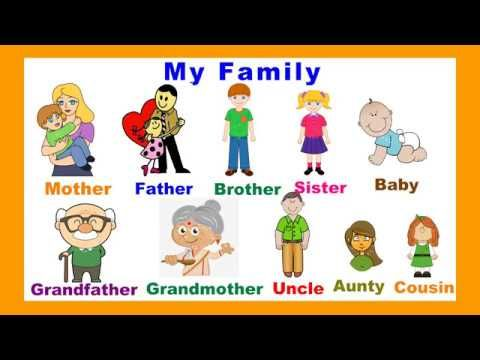 My Family
Mother Father Brother Sister Baby
Grandfather Grandmother Uncle Aunty Cousin